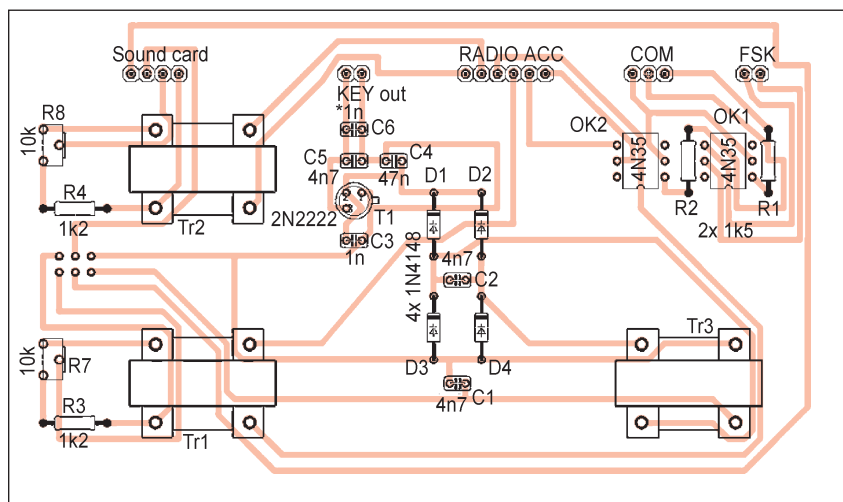 Sound card
RADIO ACC
COM
FSK
KEY out
*1n
R8
10k
C6
OK2
OK1
4N35
4N35
C5
C4
4n7
47n
D1
D2
R4
1k2
Tr2
2N2222
T1
R2
R1
2x 1k5
C3
1n
4x 1N4148
4n7
C2
10k
R7
Tr3
D3
D4
C1
4n7
R3
1k2
Tr1